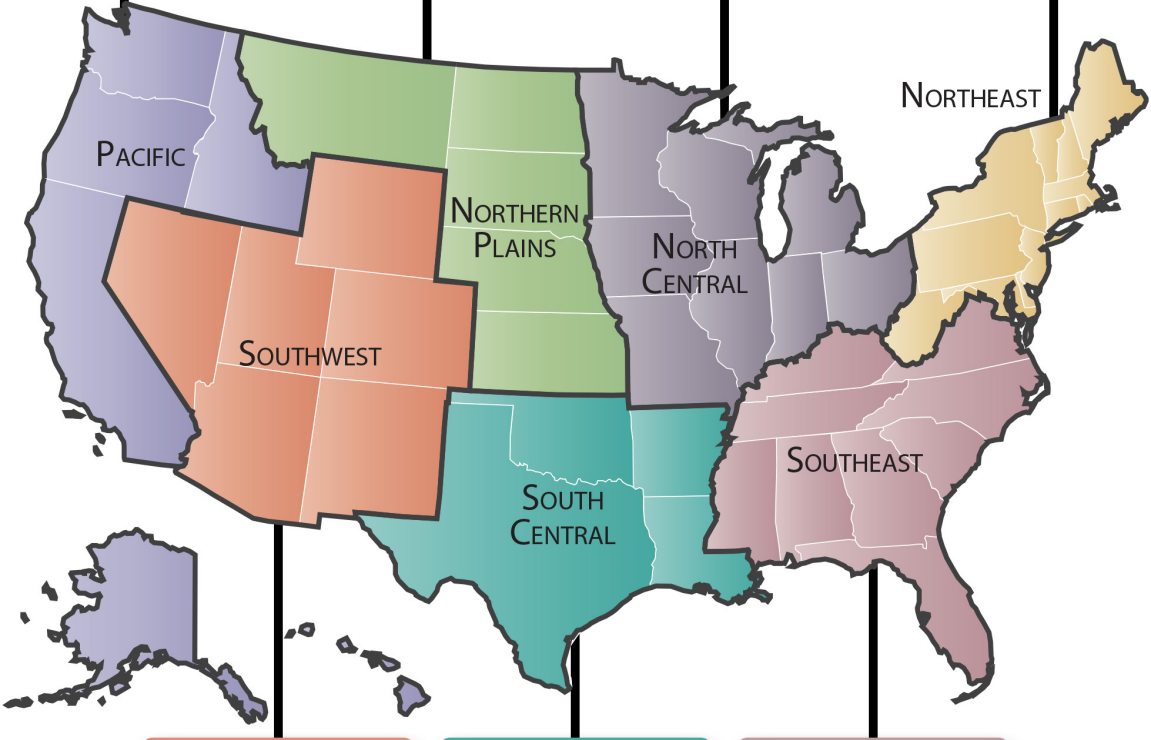 NORTHEAST
PACIFIC
NORTHERN
PLAINS
NORTH
CENTRAL
SOUTHWEST
SOUTHEAST
SOUTH
CENTRAL